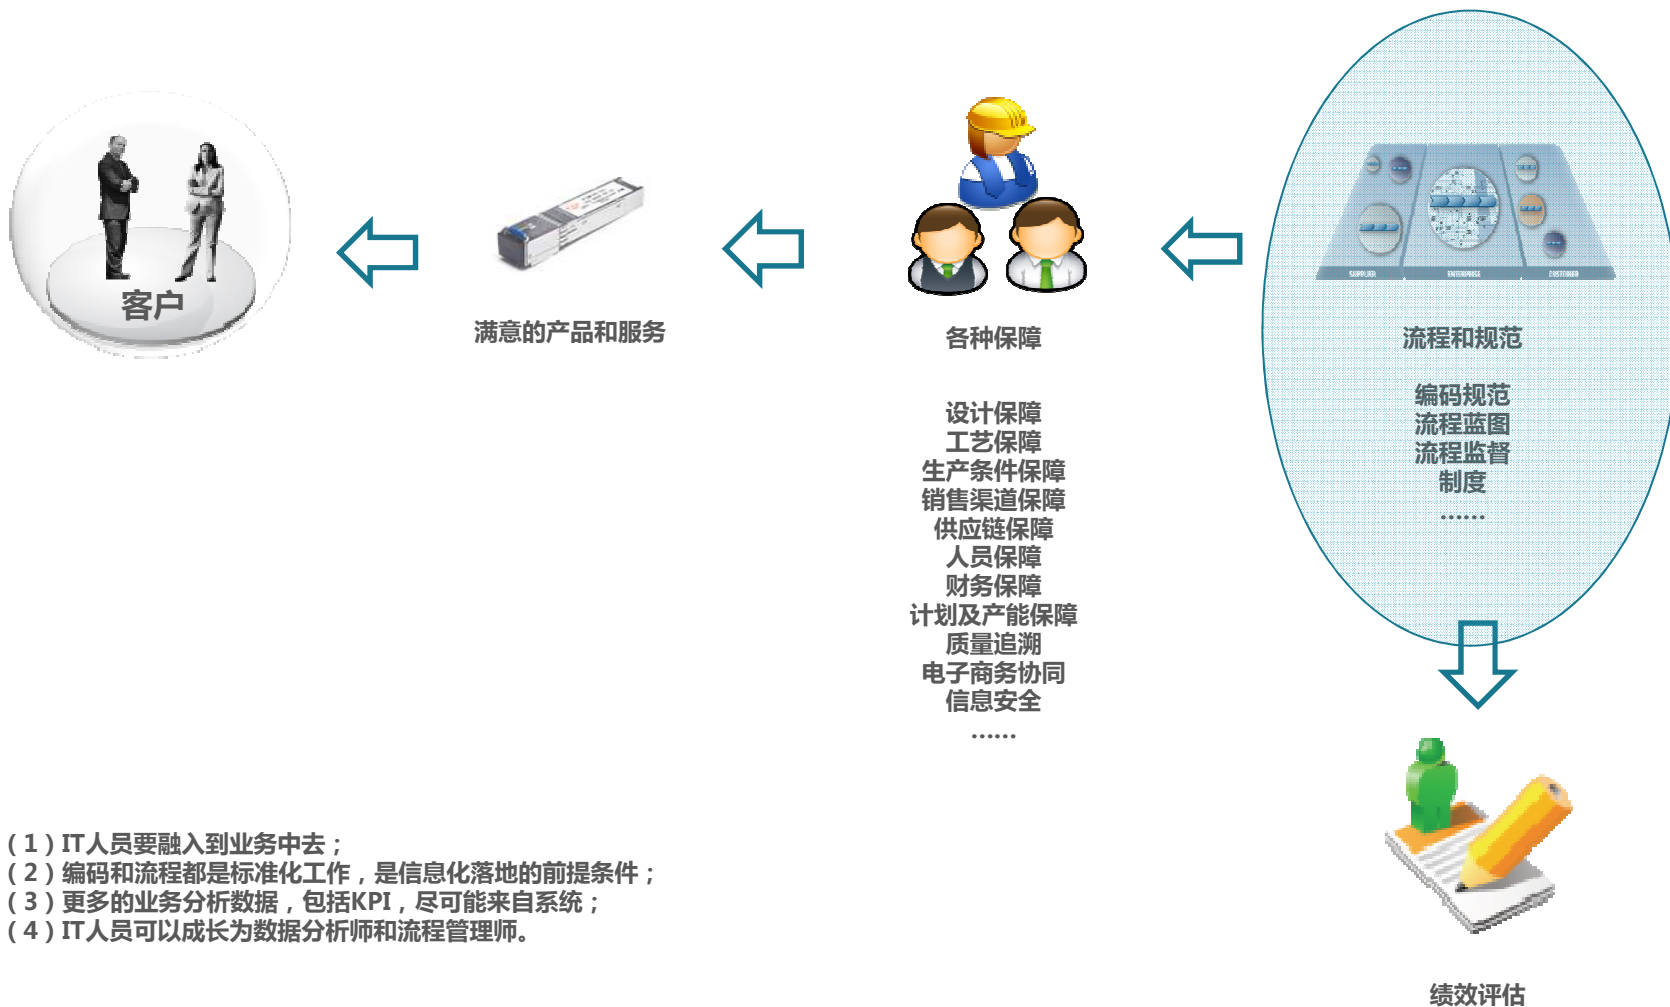 客户
满意的产品和服务
各种保障
设计保障
工艺保障
生产条件保障
销售渠道保障
供应链保障
人员保障
财务保障
计划及产能保障
质量追溯
电子商务协同
信息安全
……
SUPPLIER
ENTERPRISE
CUSTOMER
流程和规范
编码规范
流程蓝图
流程监督
制度
……
绩效评估
（1）IT人员要融入到业务中去；
（2）编码和流程都是标准化工作，是信息化落地的前提条件；
（3）更多的业务分析数据，包括KPI，尽可能来自系统；
（4）IT人员可以成长为数据分析师和流程管理师。